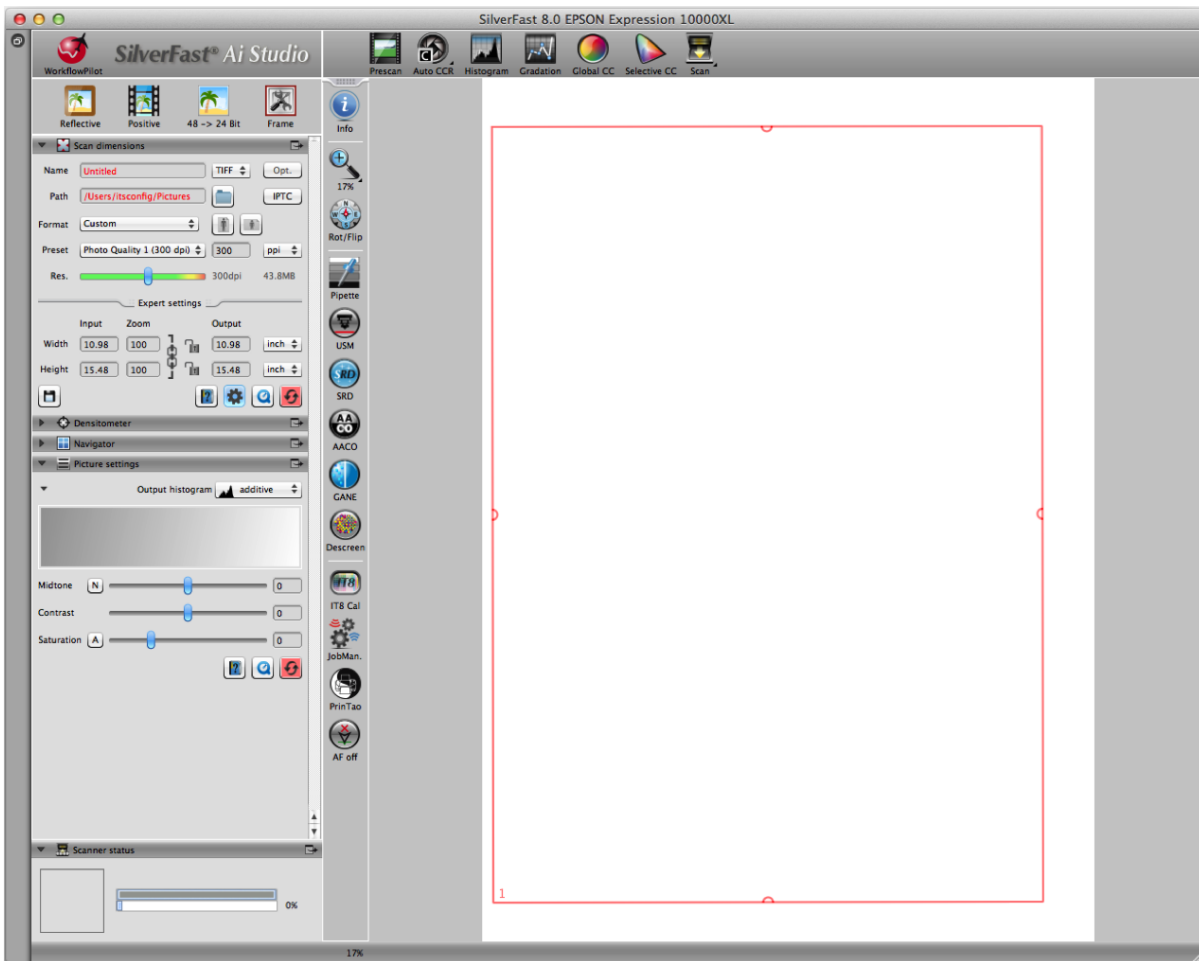 SilverFast 8.0 EPSON Expression 10000XL
WorkflowPilot
SilverFast® Ai Studio
Prescan Auto CCR Histogram Gradation Global CC Selective CC Scan
Reflective Positive 48 -> 24 Bit Frame
Scan dimensions
Name Untitled TIFF Opt.
Path /Users/itsconfig/Pictures IPTC
Format Custom
Preset Photo Quality 1 (300 dpi) 300 ppi
Res. 300dpi 43.8MB
Expert settings
Input Zoom Output
Width 10.98 100 10.98 inch
Height 15.48 100 15.48 inch
Densitometer
Navigator
Picture settings
Output histogram additive
Midtone N 0
Contrast 0
Saturation A 0
Scanner status
0%
Info
17%
Rot/Flip
Pipette
USM
SRD
SRD
AA
CO
AACO
GANE
Descreen
IT8
IT8 Cal
JobMan.
PrinTao
AF off
1
17%